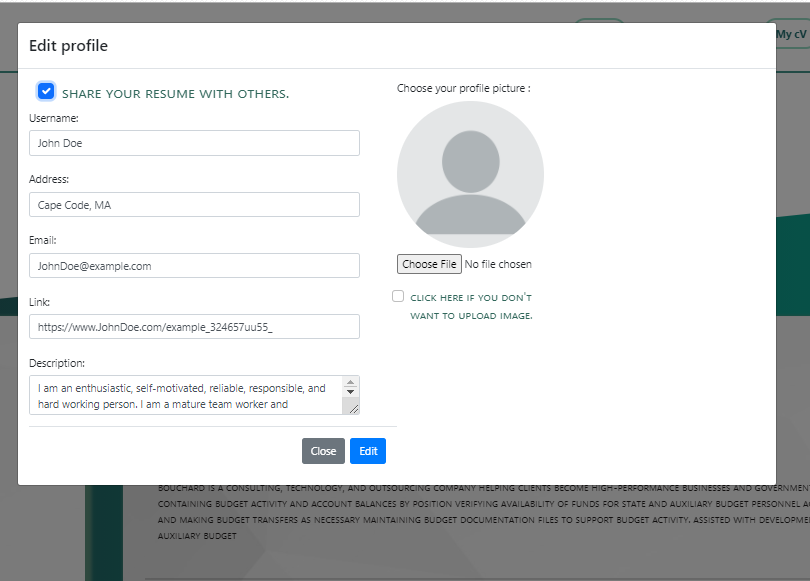 My cV
Edit profile
SHARE YOUR RESUME WITH OTHERS.
Username:
John Doe
Address:
Cape Code, MA
Email:
JohnDoe@example.com
Link:
https://www.JohnDoe.com/example_324657uu55_
Description:
I am an enthusiastic, self-motivated, reliable, responsible, and
hard working person. I am a mature team worker and
Choose your profile picture :
Choose File No file chosen
CLICK HERE IF YOU DON'T
WANT TO UPLOAD IMAGE.
Close Edit
BOUCHARD IS A CONSULTING, TECHNOLOGY, AND OUTSOURCING COMPANY HELPING CLIENTS BECOME HIGH-PERFORMANCE BUSINESSES AND GOVERNMEN
CONTAINING BUDGET ACTIVITY AND ACCOUNT BALANCES BY POSITION VERIFYING AVAILABILITY OF FUNDS FOR STATE AND AUXILIARY BUDGET PERSONNEL A
AND MAKING BUDGET TRANSFERS AS NECESSARY MAINTAINING BUDGET DOCUMENTATION FILES TO SUPPORT BUDGET ACTIVITY. ASSISTED WITH DEVELOPME
AUXILIARY BUDGET